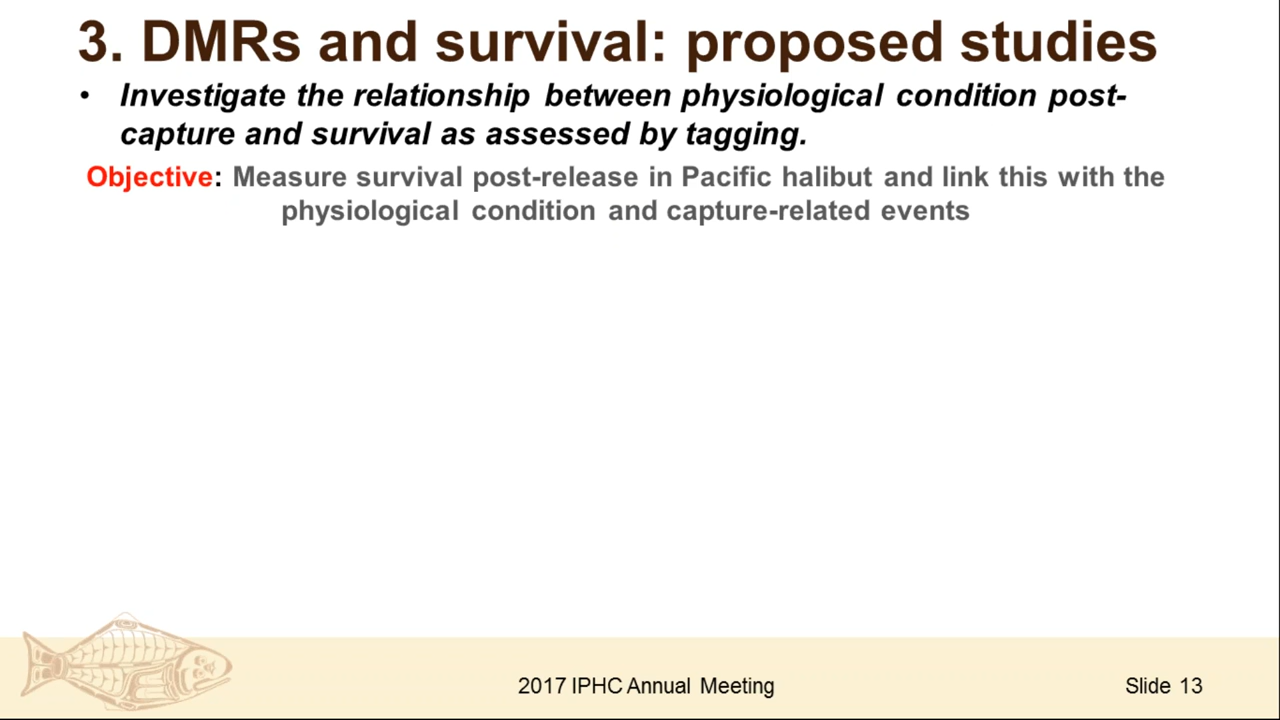 3. DMRs and survival: proposed studies
• Investigate the relationship between physiological condition post-
capture and survival as assessed by tagging.
Objective: Measure survival post-release in Pacific halibut and link this with the
physiological condition and capture-related events
2017 IPHC Annual Meeting
Slide 13